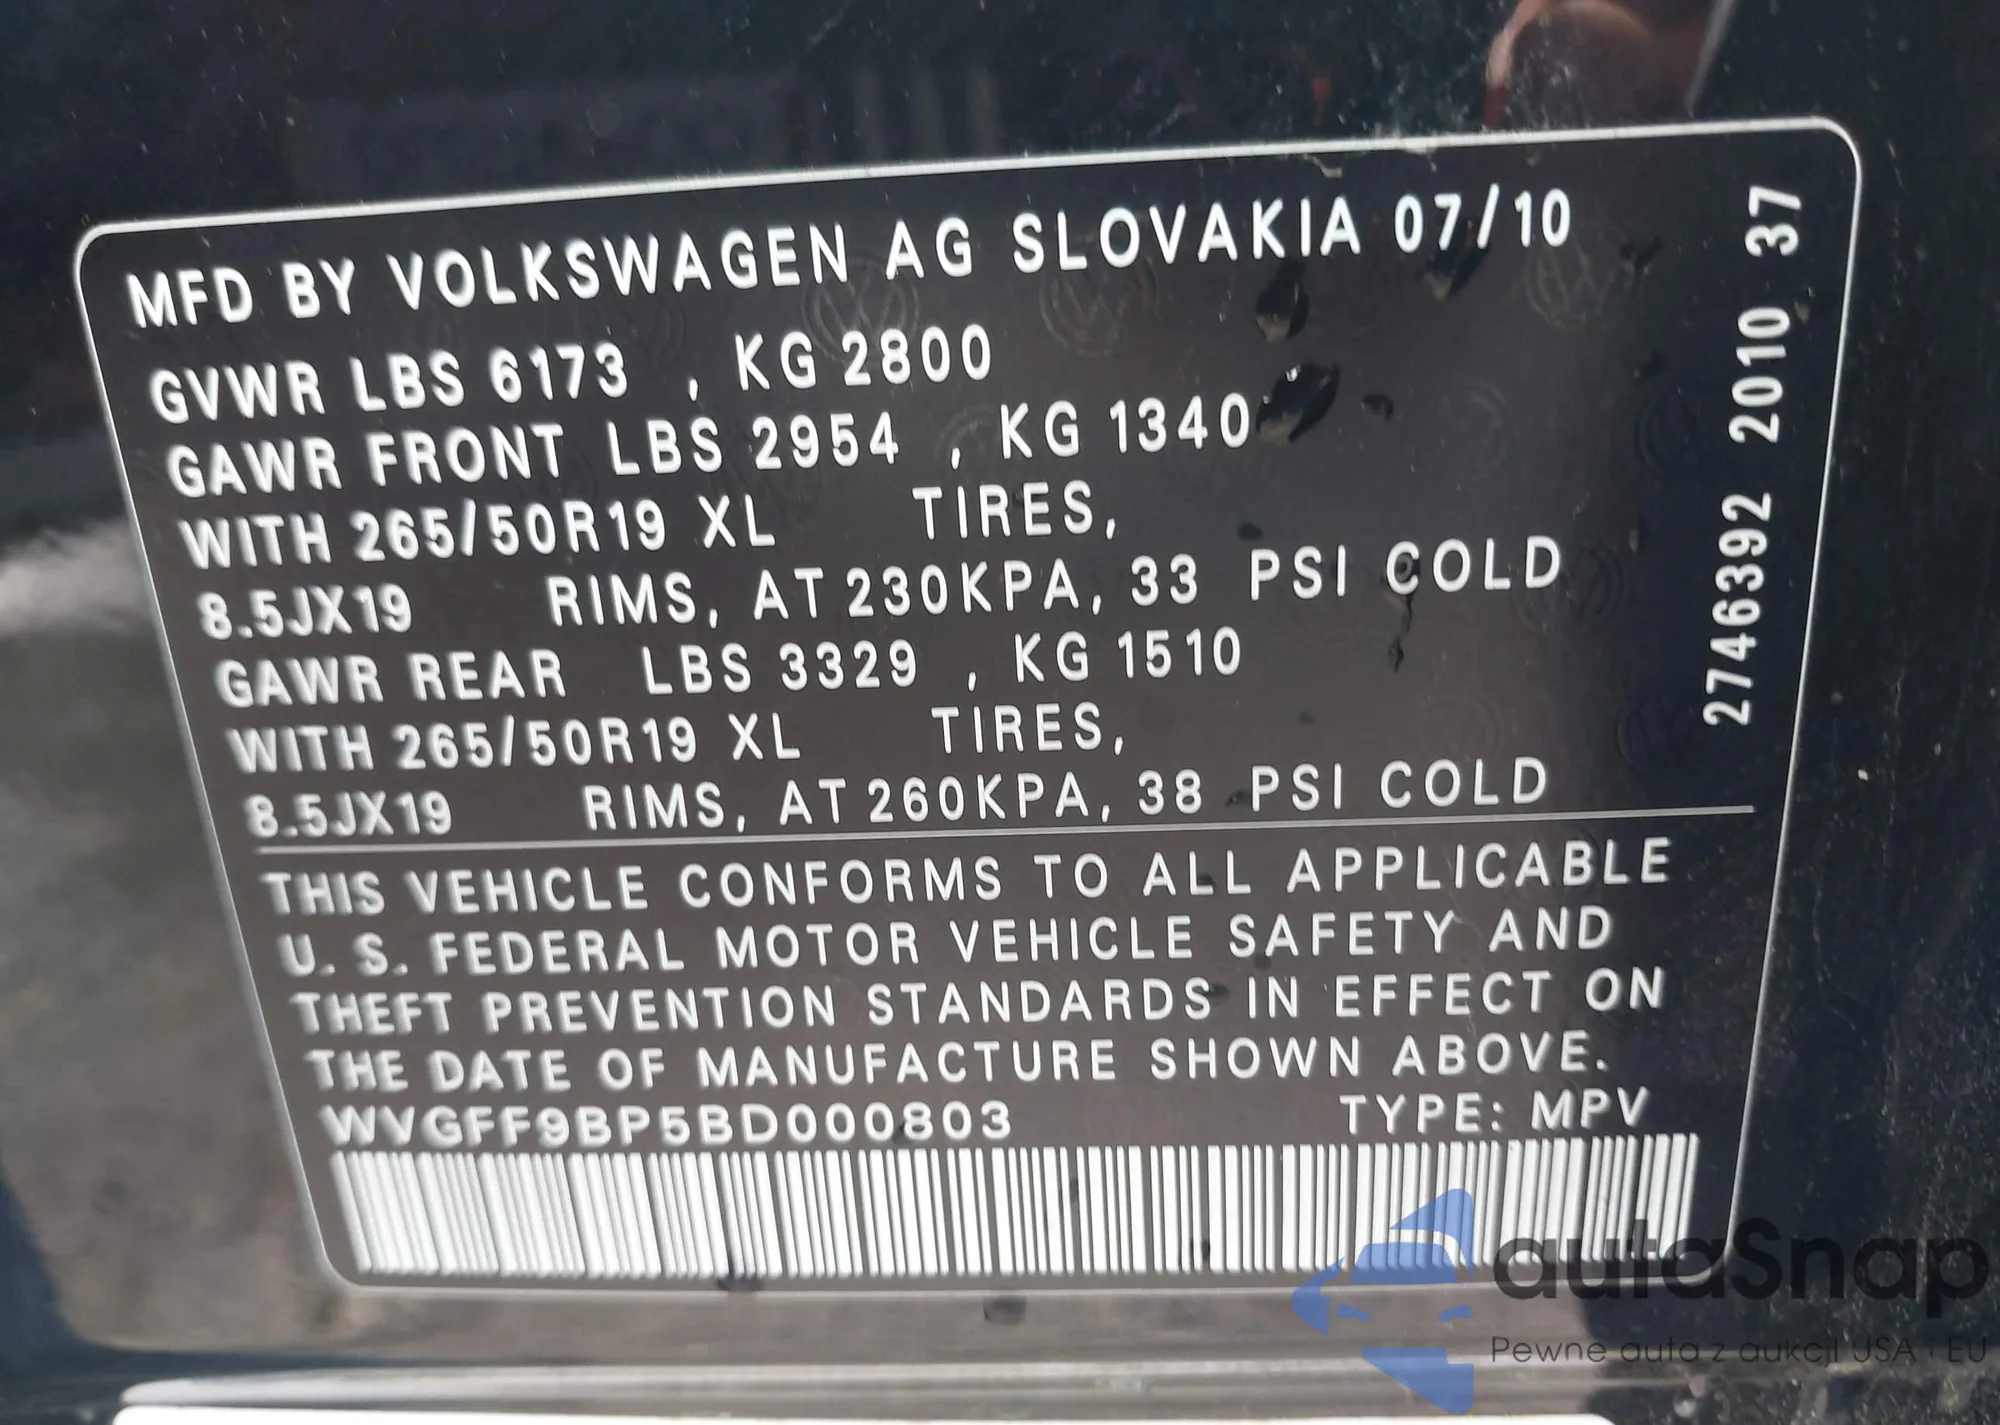 MFD BY VOLKSWAGEN AG SLOVAKIA 07/10
GVWR LBS 6173 , KG 2800
GAWR FRONT LBS 2954 , KG 1340
WITH 265/50R19 XL TIRES,
8.5JX19 RIMS, AT 230KPA, 33 PSI COLD
GAWR REAR LBS 3329 , KG 1510
WITH 265/50R19 XL TIRES,
8.5JX19 RIMS, AT 260KPA, 38 PSI COLD
THIS VEHICLE CONFORMS TO ALL APPLICABLE
U. S. FEDERAL MOTOR VEHICLE SAFETY AND
THEFT PREVENTION STANDARDS IN EFFECT ON
THE DATE OF MANUFACTURE SHOWN ABOVE.
WVGFF9BP5BD000803 TYPE: MPV
2746392 2010 37
autaSnap
Pewne auta z aukcji USA i EU